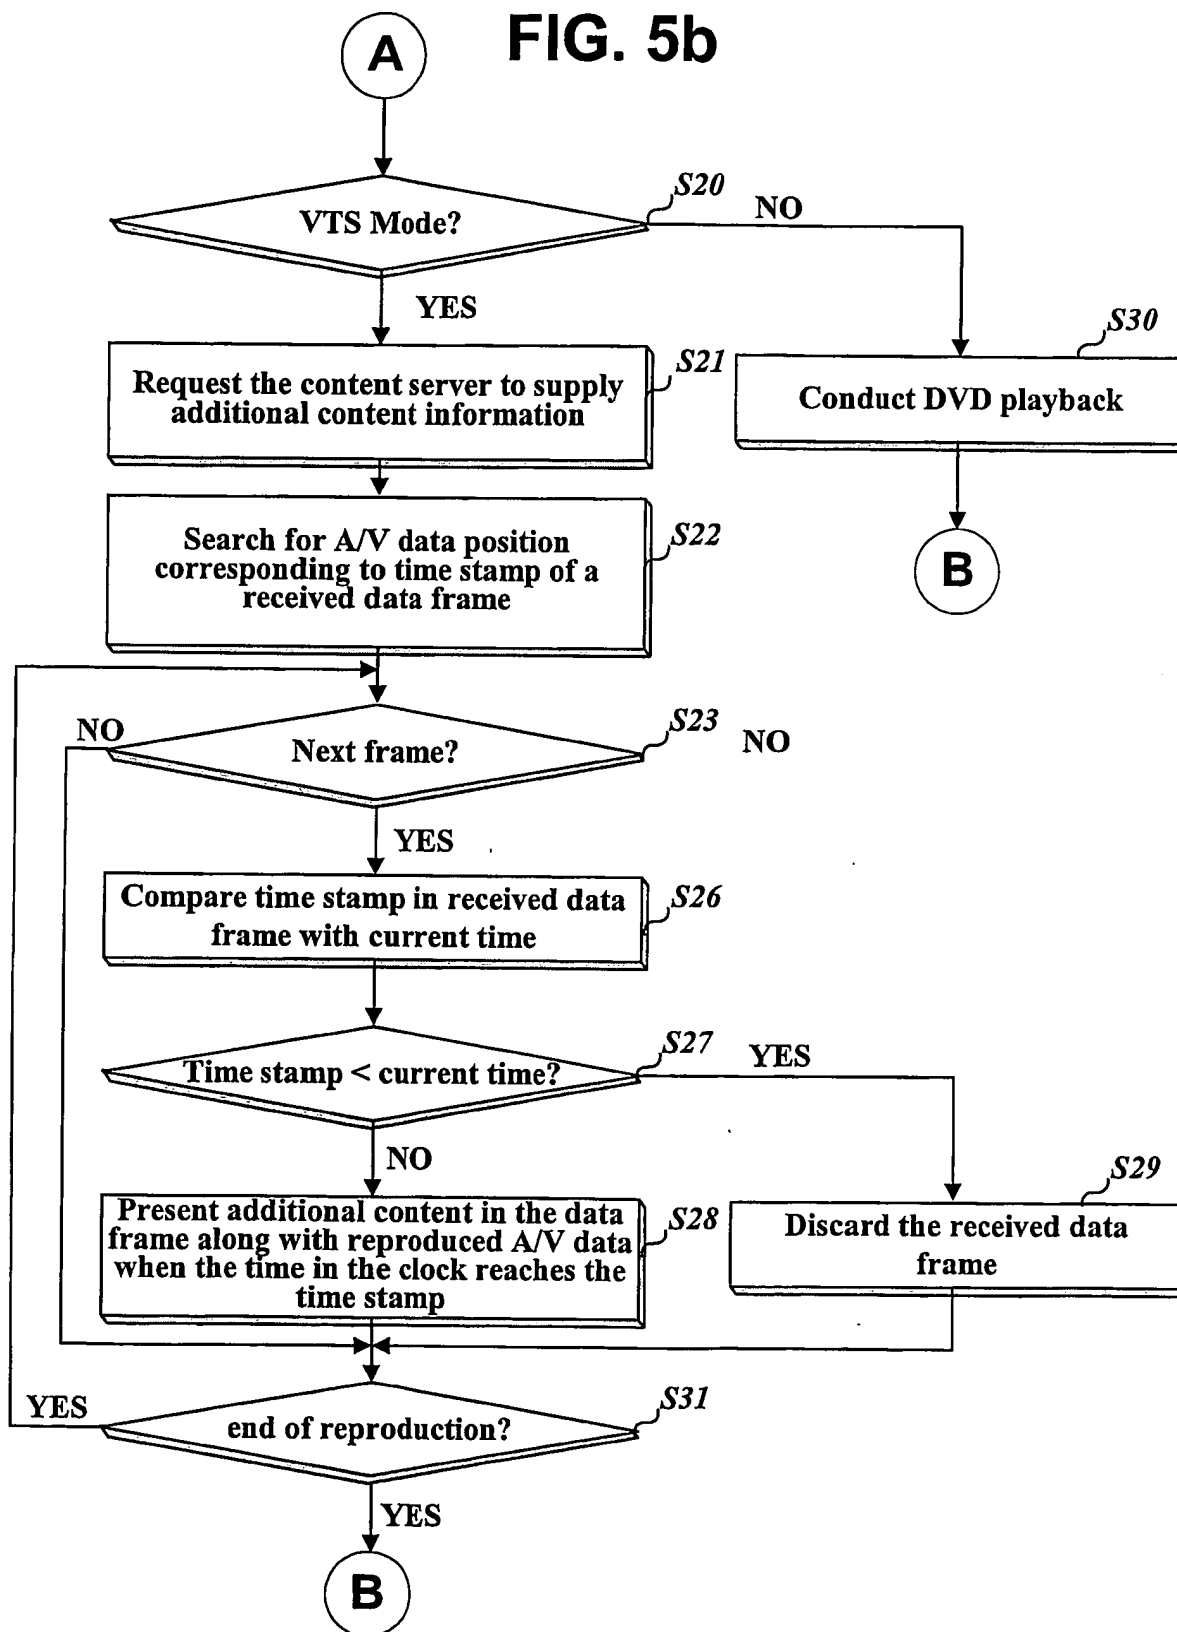 FIG. 5b
A
S20
VTS Mode?
NO
YES
S21
Request the content server to supply
additional content information
S30
Conduct DVD playback
S22
Search for A/V data position
corresponding to time stamp of a
received data frame
B
NO
S23
Next frame?
NO
YES
S26
Compare time stamp in received data
frame with current time
S27
Time stamp < current time?
YES
NO
S28
Present additional content in the data
frame along with reproduced A/V data
when the time in the clock reaches the
time stamp
S29
Discard the received data
frame
YES
S31
end of reproduction?
YES
B